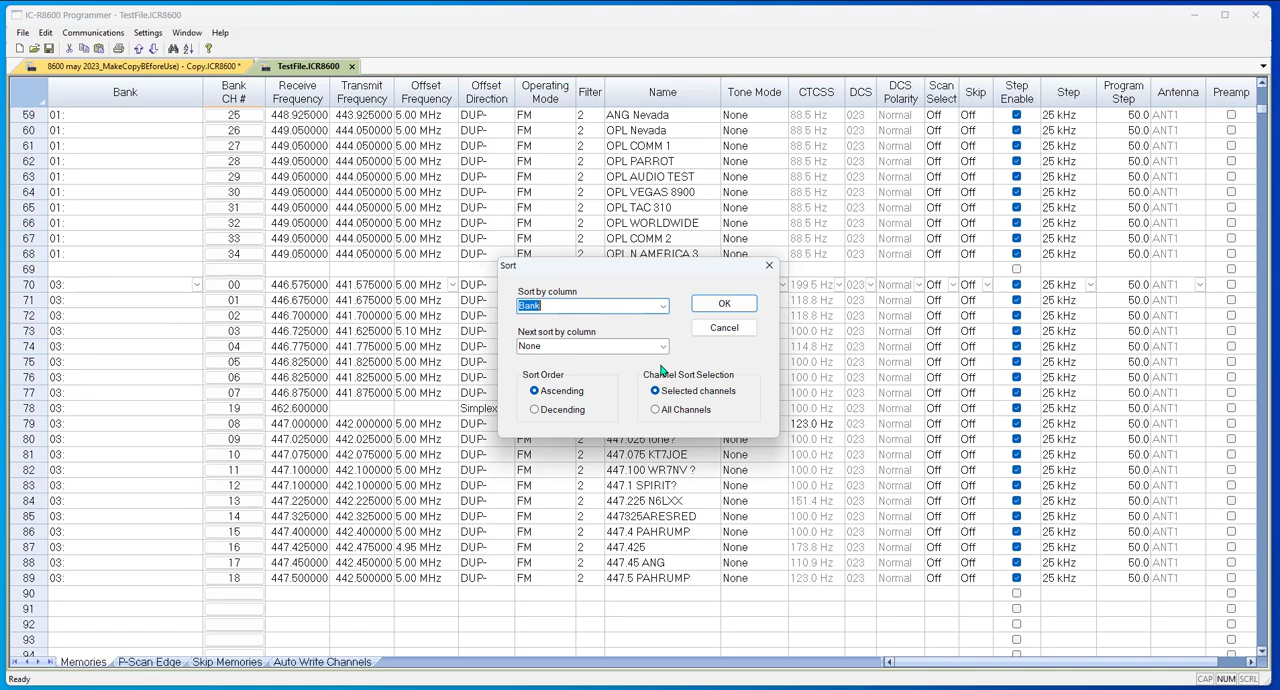 IC-R8600 Programmer - TestFile.ICR8600
File Edit Communications Settings Window Help
8600 may 2023_MakeCopyBEforeUse) - Copy.ICR8600 * TestFile.ICR8600
Bank Bank CH # Receive Frequency Transmit Frequency Offset Frequency Offset Direction Operating Mode Filter Name Tone Mode CTCSS DCS DCS Polarity Scan Select Skip Step Enable Step Program Step Antenna Preamp
59 01: 25 448.925000 443.925000 5.00 MHz DUP- FM 2 ANG Nevada None 88.5 Hz 023 Normal Off Off 25 kHz 50.0 ANT1
60 01: 26 449.050000 444.050000 5.00 MHz DUP- FM 2 OPL Nevada None 88.5 Hz 023 Normal Off Off 25 kHz 50.0 ANT1
61 01: 27 449.050000 444.050000 5.00 MHz DUP- FM 2 OPL COMM 1 None 88.5 Hz 023 Normal Off Off 25 kHz 50.0 ANT1
62 01: 28 449.050000 444.050000 5.00 MHz DUP- FM 2 OPL PARROT None 88.5 Hz 023 Normal Off Off 25 kHz 50.0 ANT1
63 01: 29 449.050000 444.050000 5.00 MHz DUP- FM 2 OPL AUDIO TEST None 88.5 Hz 023 Normal Off Off 25 kHz 50.0 ANT1
64 01: 30 449.050000 444.050000 5.00 MHz DUP- FM 2 OPL VEGAS 8900 None 88.5 Hz 023 Normal Off Off 25 kHz 50.0 ANT1
65 01: 31 449.050000 444.050000 5.00 MHz DUP- FM 2 OPL TAC 310 None 88.5 Hz 023 Normal Off Off 25 kHz 50.0 ANT1
66 01: 32 449.050000 444.050000 5.00 MHz DUP- FM 2 OPL WORLDWIDE None 88.5 Hz 023 Normal Off Off 25 kHz 50.0 ANT1
67 01: 33 449.050000 444.050000 5.00 MHz DUP- FM 2 OPL COMM 2 None 88.5 Hz 023 Normal Off Off 25 kHz 50.0 ANT1
68 01: 34 449.050000 444.050000 5.00 MHz DUP- FM 2 OPL N AMERICA 3 None 88.5 Hz 023 Normal Off Off 25 kHz 50.0 ANT1
69
70 03: 00 446.575000 441.575000 5.00 MHz DUP- 199.5 Hz 023 Normal Off Off 25 kHz 50.0 ANT1
71 03: 01 446.675000 441.675000 5.00 MHz DUP- 118.8 Hz 023 Normal Off Off 25 kHz 50.0 ANT1
72 03: 02 446.700000 441.700000 5.00 MHz DUP- 118.8 Hz 023 Normal Off Off 25 kHz 50.0 ANT1
73 03: 03 446.725000 441.625000 5.10 MHz DUP- 100.0 Hz 023 Normal Off Off 25 kHz 50.0 ANT1
74 03: 04 446.775000 441.775000 5.00 MHz DUP- 114.8 Hz 023 Normal Off Off 25 kHz 50.0 ANT1
75 03: 05 446.825000 441.825000 5.00 MHz DUP- 100.0 Hz 023 Normal Off Off 25 kHz 50.0 ANT1
76 03: 06 446.825000 441.825000 5.00 MHz DUP- 100.0 Hz 023 Normal Off Off 25 kHz 50.0 ANT1
77 03: 07 446.875000 441.875000 5.00 MHz DUP- 100.0 Hz 023 Normal Off Off 25 kHz 50.0 ANT1
78 03: 19 462.600000 Simplex 100.0 Hz 023 Normal Off Off 25 kHz 50.0 ANT1
79 03: 08 447.000000 442.000000 5.00 MHz DUP- 123.0 Hz 023 Normal Off Off 25 kHz 50.0 ANT1
80 03: 09 447.025000 442.025000 5.00 MHz DUP- FM 2 447.025 tone? None 100.0 Hz 023 Normal Off Off 25 kHz 50.0 ANT1
81 03: 10 447.075000 442.075000 5.00 MHz DUP- FM 2 447.075 KT7JOE None 100.0 Hz 023 Normal Off Off 25 kHz 50.0 ANT1
82 03: 11 447.100000 442.100000 5.00 MHz DUP- FM 2 447.100 WR7NV ? None 100.0 Hz 023 Normal Off Off 25 kHz 50.0 ANT1
83 03: 12 447.100000 442.100000 5.00 MHz DUP- FM 2 447.1 SPIRIT? None 100.0 Hz 023 Normal Off Off 25 kHz 50.0 ANT1
84 03: 13 447.225000 442.225000 5.00 MHz DUP- FM 2 447.225 N6LXX None 151.4 Hz 023 Normal Off Off 25 kHz 50.0 ANT1
85 03: 14 447.325000 442.325000 5.00 MHz DUP- FM 2 447325ARESRED None 100.0 Hz 023 Normal Off Off 25 kHz 50.0 ANT1
86 03: 15 447.400000 442.400000 5.00 MHz DUP- FM 2 447.4 PAHRUMP None 100.0 Hz 023 Normal Off Off 25 kHz 50.0 ANT1
87 03: 16 447.425000 442.475000 4.95 MHz DUP- FM 2 447.425 None 173.8 Hz 023 Normal Off Off 25 kHz 50.0 ANT1
88 03: 17 447.450000 442.450000 5.00 MHz DUP- FM 2 447.45 ANG None 110.9 Hz 023 Normal Off Off 25 kHz 50.0 ANT1
89 03: 18 447.500000 442.500000 5.00 MHz DUP- FM 2 447.5 PAHRUMP None 123.0 Hz 023 Normal Off Off 25 kHz 50.0 ANT1
90
91
92
93
94
Sort
Sort by column
Bank OK
Next sort by column Cancel
None
Sort Order Channel Sort Selection
Ascending Selected channels
Decending All Channels
Memories P-Scan Edge Skip Memories Auto Write Channels
Ready CAP NUM SCRL